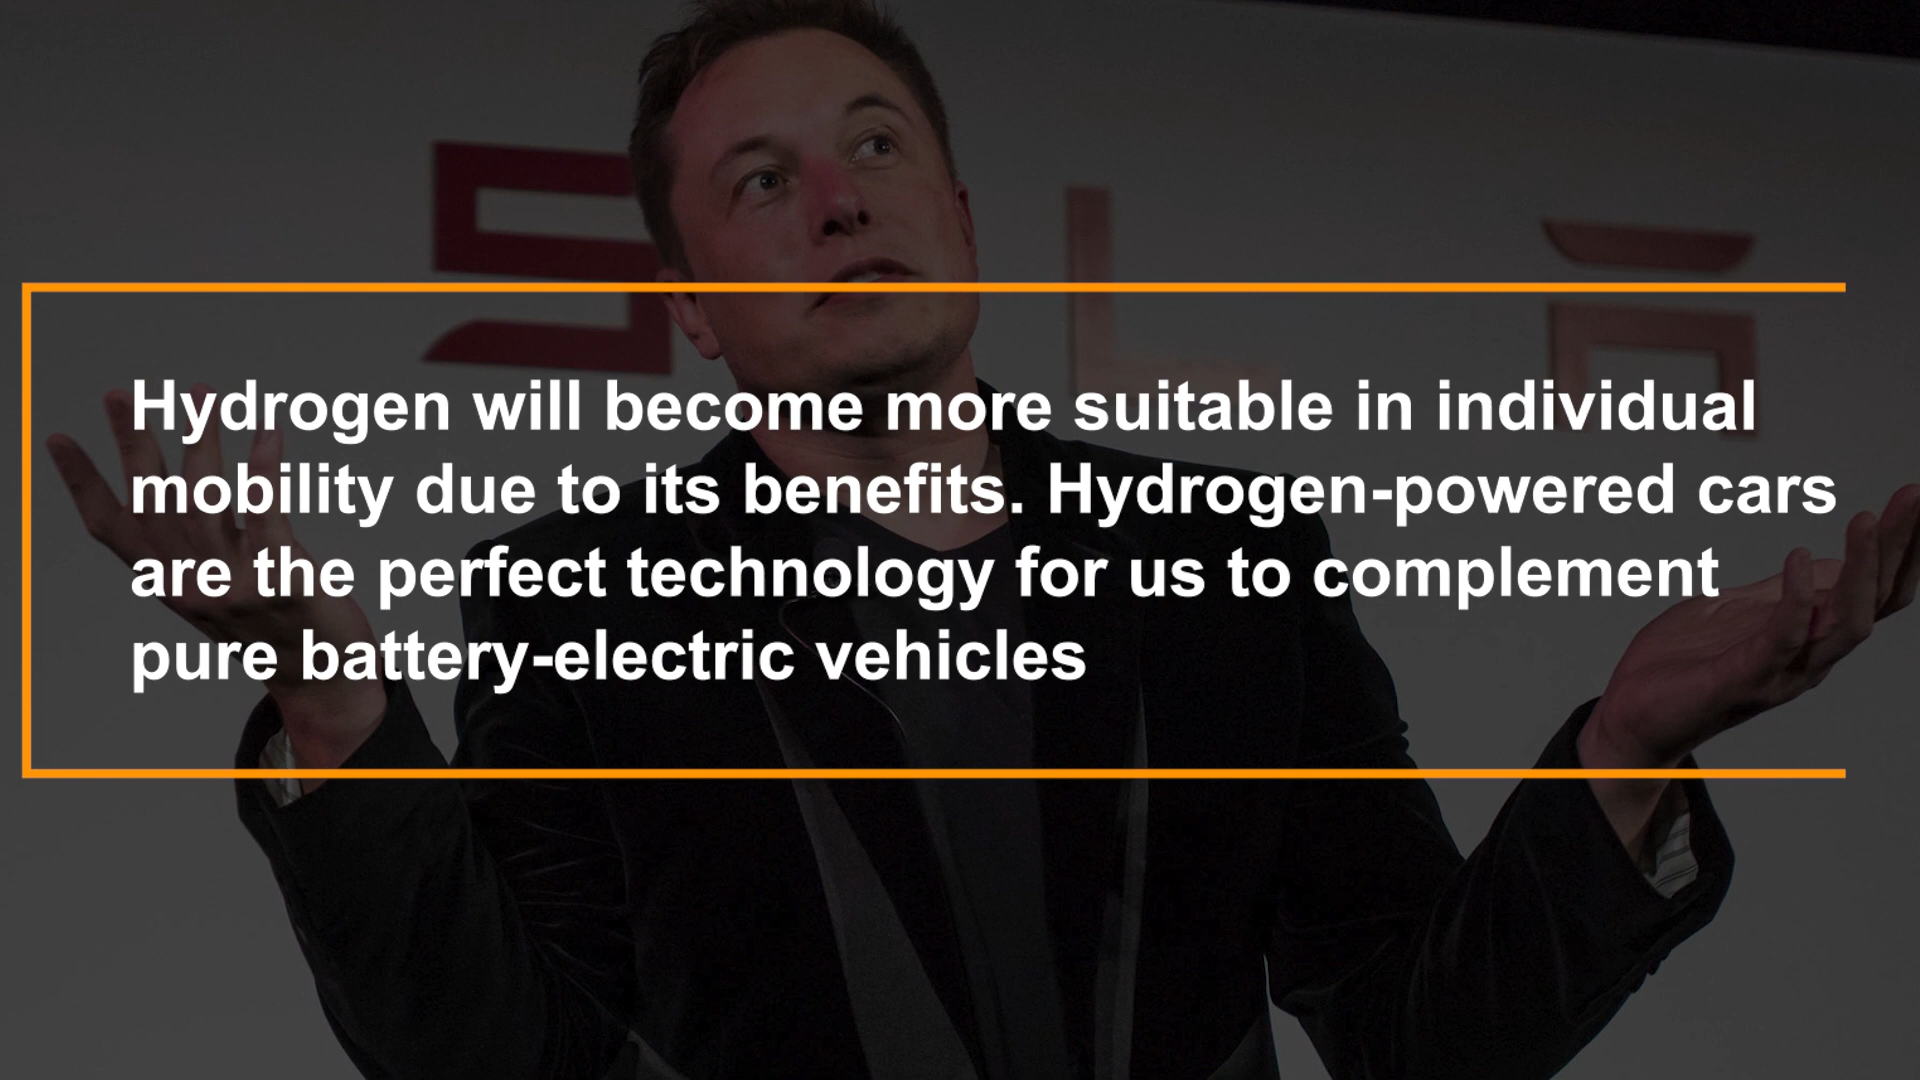 SLA
Hydrogen will become more suitable in individual
mobility due to its benefits. Hydrogen-powered cars
are the perfect technology for us to complement
pure battery-electric vehicles